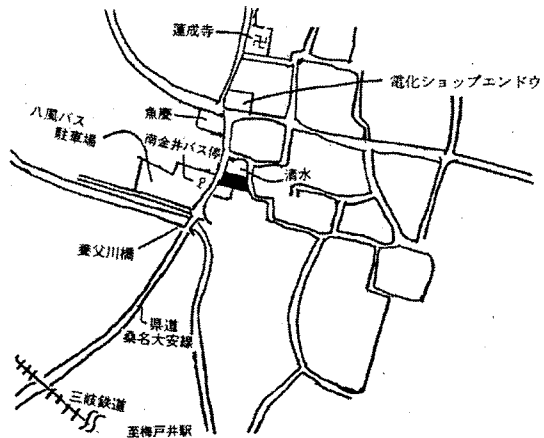 蓮成寺
卍
電化ショップエンドウ
魚慶
八風バス
駐車場
南金井バス停
清水
養父川橋
県道
桑名大安線
三岐鉄道
至梅戸井駅